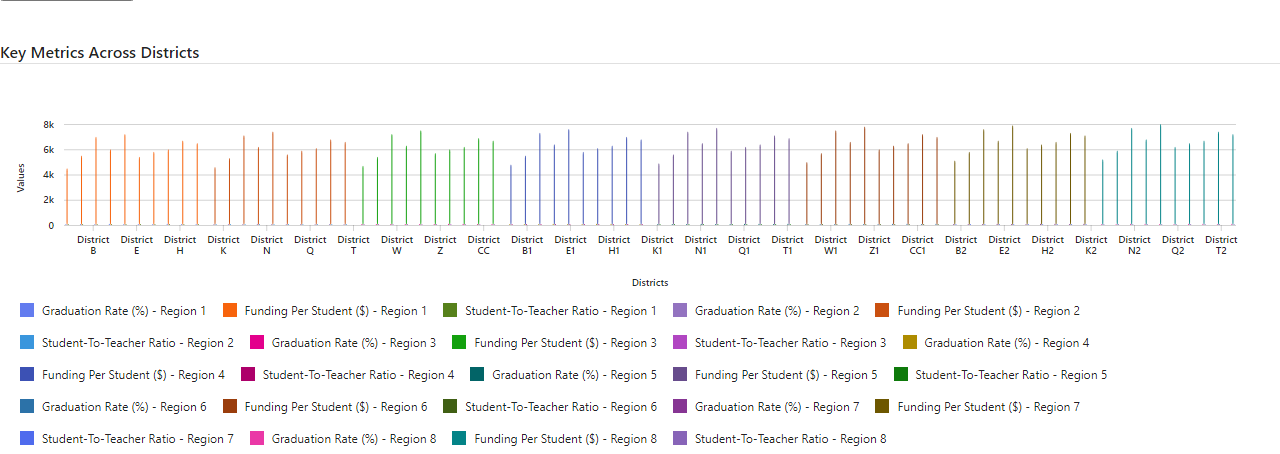 Key Metrics Across Districts
8k
6k
4k
2k
0
Values
District B
District E
District H
District K
District N
District Q
District T
District W
District Z
District CC
District B1
District E1
District H1
District K1
District N1
District Q1
District T1
District W1
District Z1
District CC1
District B2
District E2
District H2
District K2
District N2
District Q2
District T2
Districts
Graduation Rate (%) - Region 1
Funding Per Student ($) - Region 1
Student-To-Teacher Ratio - Region 1
Graduation Rate (%) - Region 2
Funding Per Student ($) - Region 2
Student-To-Teacher Ratio - Region 2
Graduation Rate (%) - Region 3
Funding Per Student ($) - Region 3
Student-To-Teacher Ratio - Region 3
Graduation Rate (%) - Region 4
Funding Per Student ($) - Region 4
Student-To-Teacher Ratio - Region 4
Graduation Rate (%) - Region 5
Funding Per Student ($) - Region 5
Student-To-Teacher Ratio - Region 5
Graduation Rate (%) - Region 6
Funding Per Student ($) - Region 6
Student-To-Teacher Ratio - Region 6
Graduation Rate (%) - Region 7
Funding Per Student ($) - Region 7
Student-To-Teacher Ratio - Region 7
Graduation Rate (%) - Region 8
Funding Per Student ($) - Region 8
Student-To-Teacher Ratio - Region 8